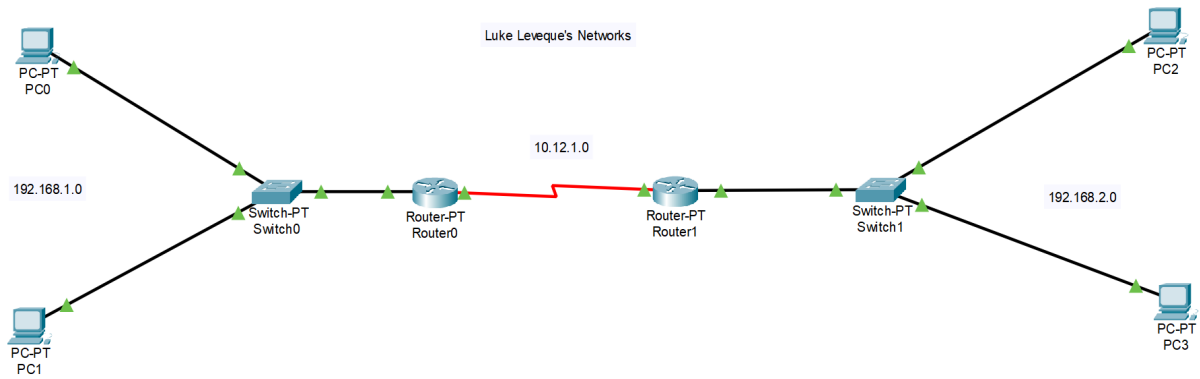 Luke Leveque's Networks
PC-PT
PC0
PC-PT
PC2
10.12.1.0
192.168.1.0
192.168.2.0
Switch-PT
Switch0
Router-PT
Router0
Router-PT
Router1
Switch-PT
Switch1
PC-PT
PC1
PC-PT
PC3